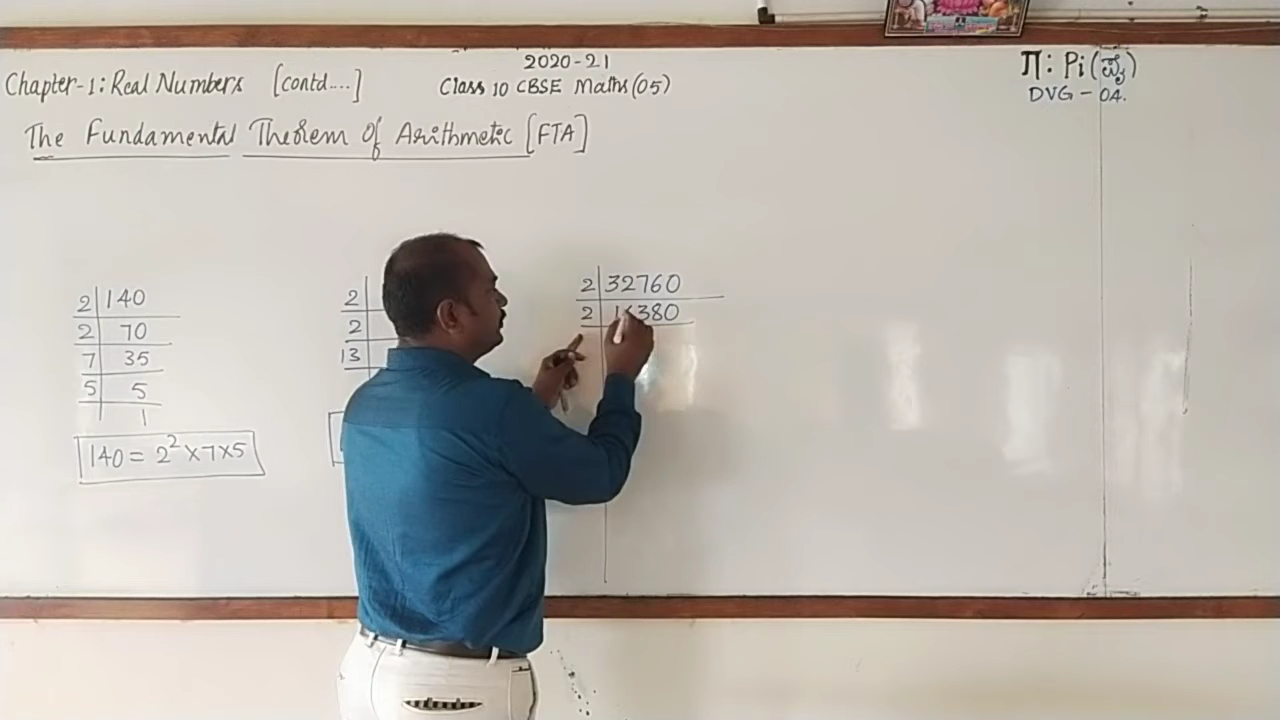 2020-21
Chapter-1: Real Numbers [contd....]
Class 10 CBSE Maths (05)
Π: Pi (ಪೈ)
DVG - 04.
The Fundamental Theorem Of Arithmetic [FTA]
2 140
2 70
7 35
5 5
1
140 = 2² × 7 × 5
2
2
13
2 32760
2 16380